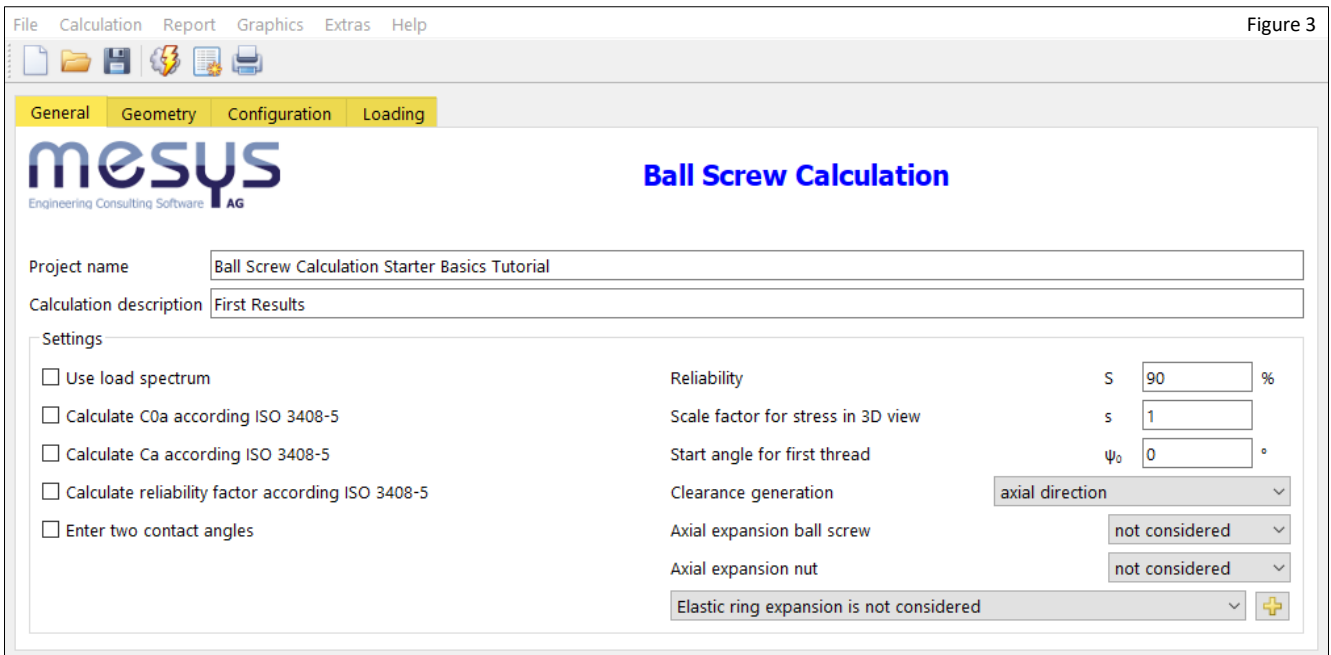 File Calculation Report Graphics Extras Help Figure 3
General Geometry Configuration Loading
mesys
Engineering Consulting Software AG
Ball Screw Calculation
Project name Ball Screw Calculation Starter Basics Tutorial
Calculation description First Results
Settings
Use load spectrum Reliability S 90 %
Calculate C0a according ISO 3408-5 Scale factor for stress in 3D view s 1
Calculate Ca according ISO 3408-5 Start angle for first thread ψ₀ 0 °
Calculate reliability factor according ISO 3408-5 Clearance generation axial direction
Enter two contact angles Axial expansion ball screw not considered
Axial expansion nut not considered
Elastic ring expansion is not considered